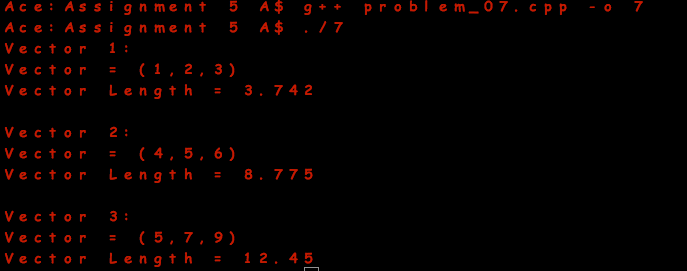 Ace:Assignment 5 A$ g++ problem_07.cpp -o 7
Ace:Assignment 5 A$ ./7
Vector 1:
Vector = (1,2,3)
Vector Length = 3.742
Vector 2:
Vector = (4,5,6)
Vector Length = 8.775
Vector 3:
Vector = (5,7,9)
Vector Length = 12.45